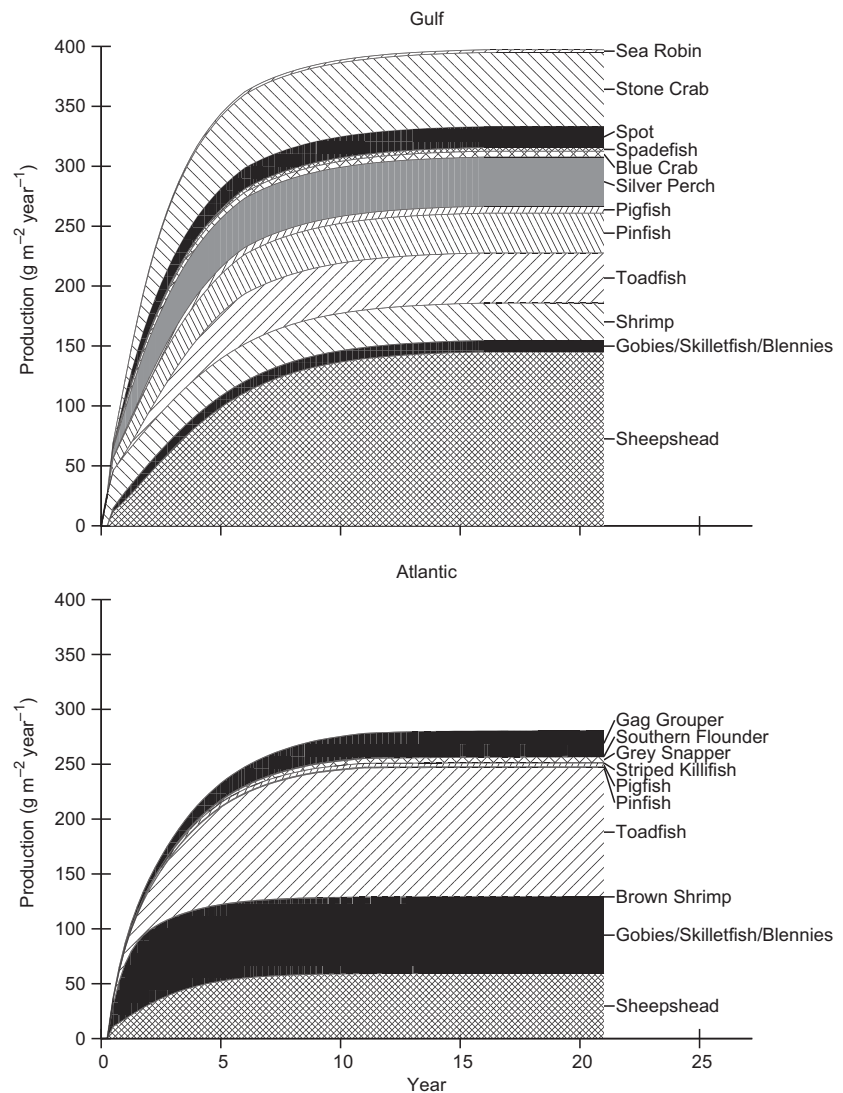 Gulf
400
350
300
250
200
150
100
50
0
Production (g m−2 year−1)
Sea Robin
Stone Crab
Spot
Spadefish
Blue Crab
Silver Perch
Pigfish
Pinfish
Toadfish
Shrimp
Gobies/Skilletfish/Blennies
Sheepshead
Atlantic
400
350
300
250
200
150
100
50
0
Production (g m−2 year−1)
Gag Grouper
Southern Flounder
Grey Snapper
Striped Killifish
Pigfish
Pinfish
Toadfish
Brown Shrimp
Gobies/Skilletfish/Blennies
Sheepshead
0 5 10 15 20 25
Year